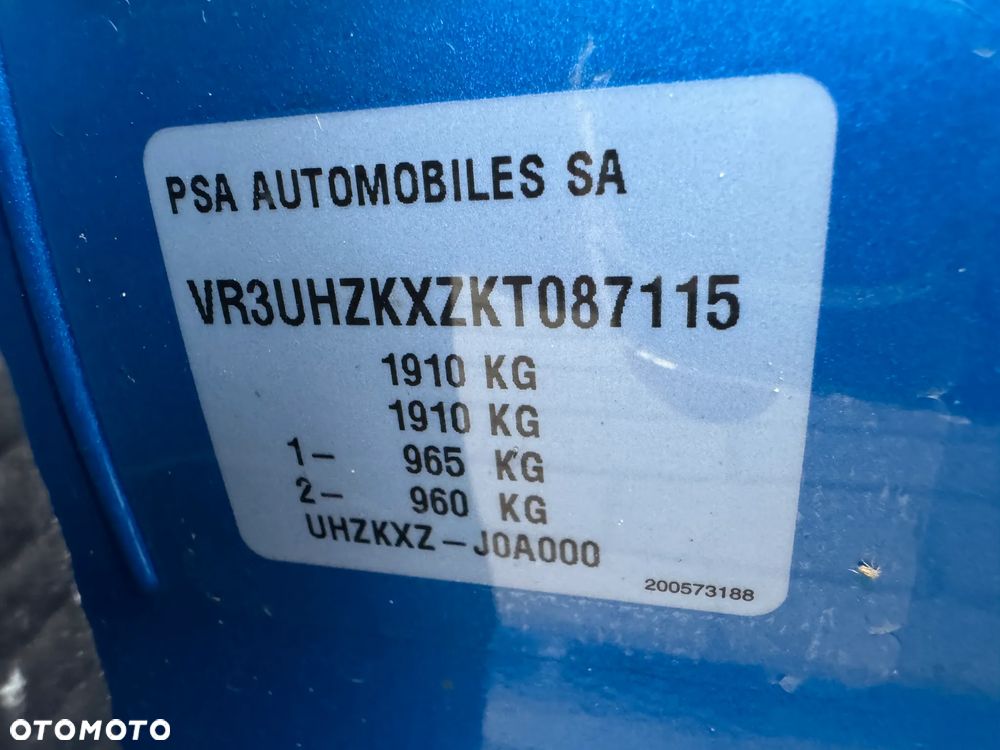 PSA AUTOMOBILES SA
VR3UHZKXZKT087115
1910 KG
1910 KG
1- 965 KG
2- 960 KG
UHZKXZ-J0A000
200573188
OTOMOTO